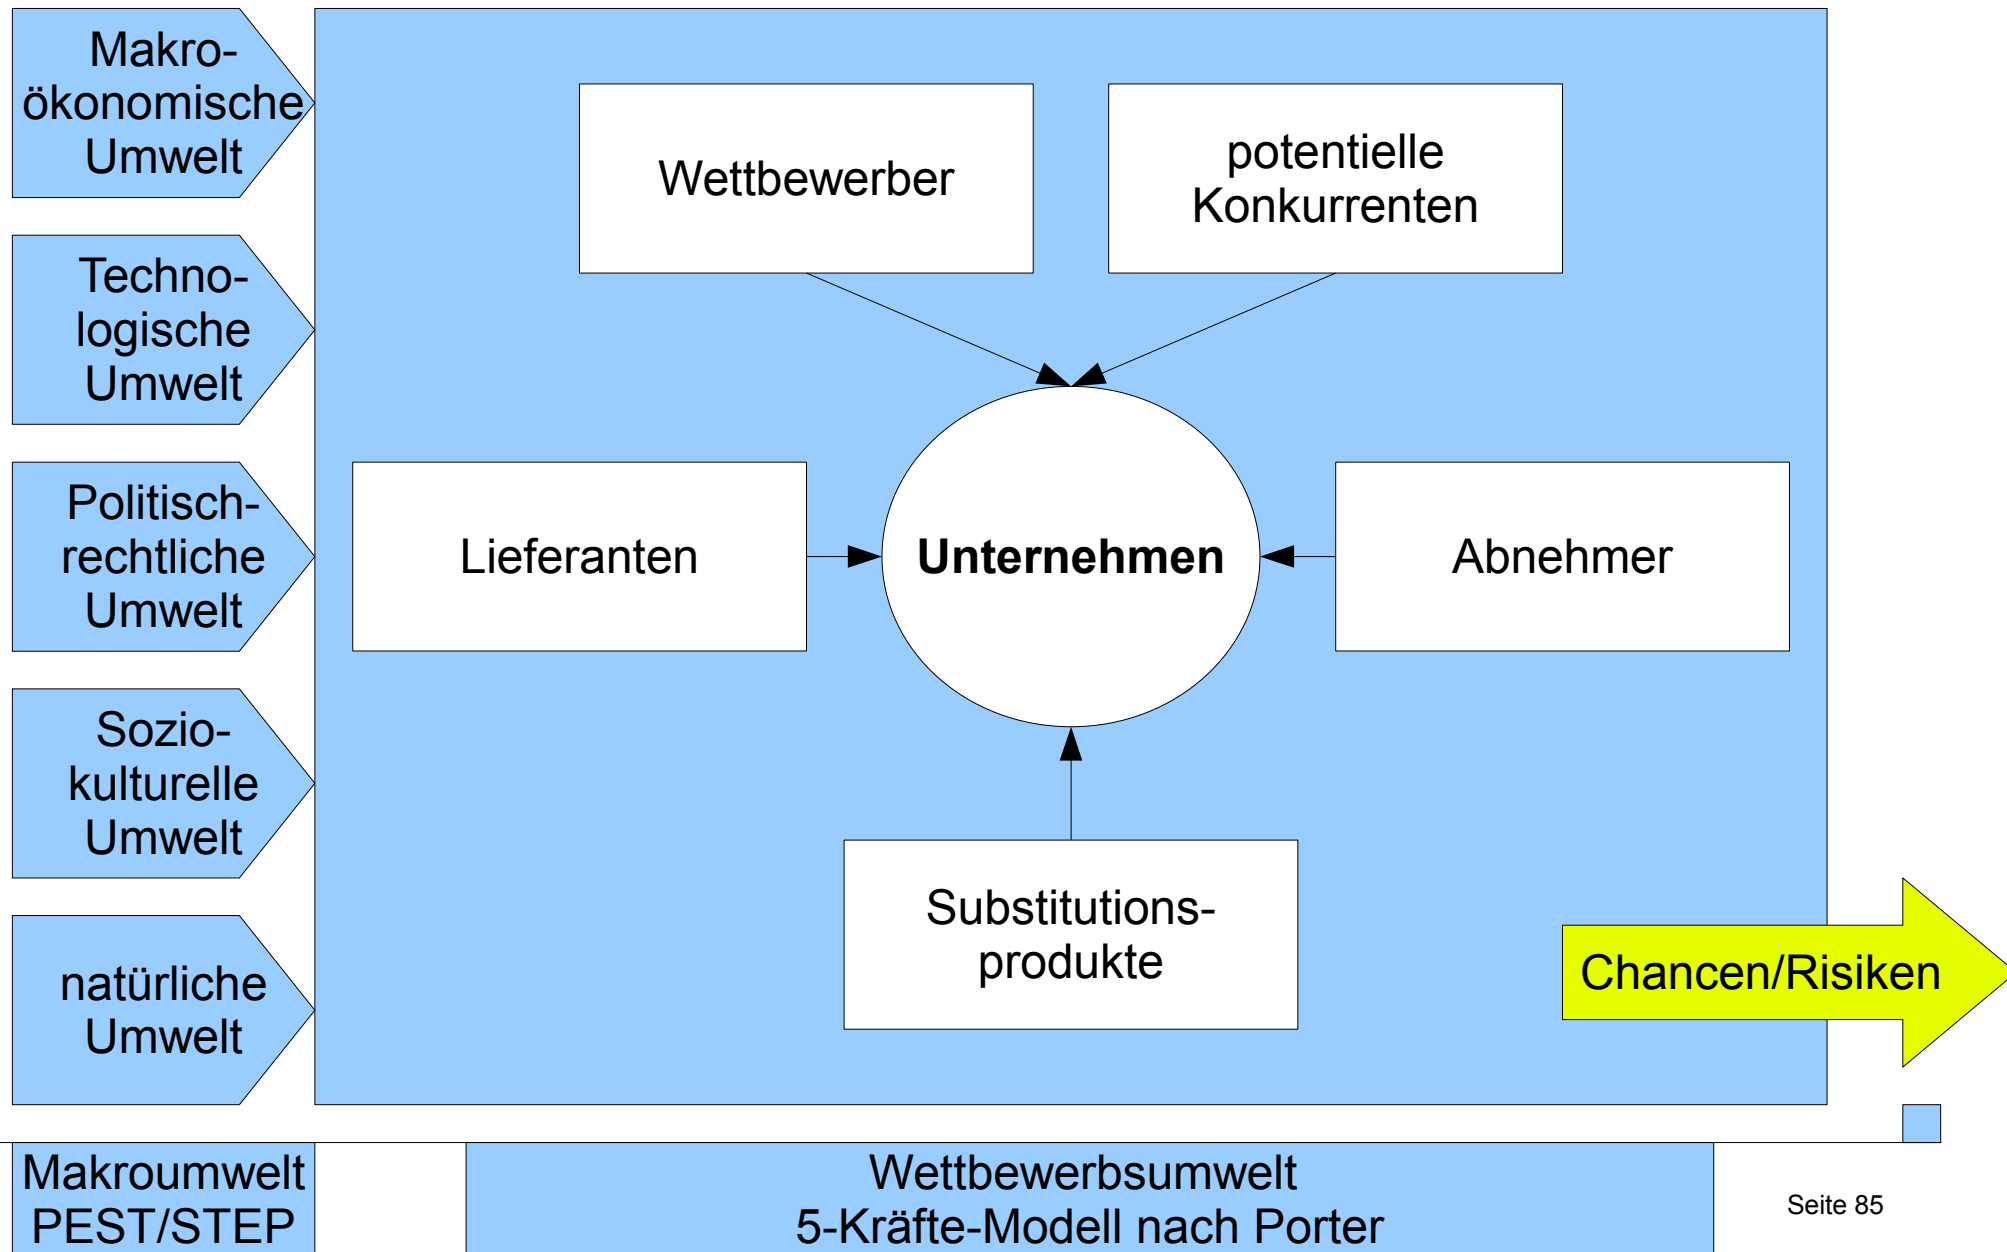 Makro-
ökonomische
Umwelt
Techno-
logische
Umwelt
Politisch-
rechtliche
Umwelt
Sozio-
kulturelle
Umwelt
natürliche
Umwelt
Wettbewerber
potentielle
Konkurrenten
Lieferanten
Unternehmen
Abnehmer
Substitutions-
produkte
Chancen/Risiken
Makroumwelt
PEST/STEP
Wettbewerbsumwelt
5-Kräfte-Modell nach Porter
Seite 85